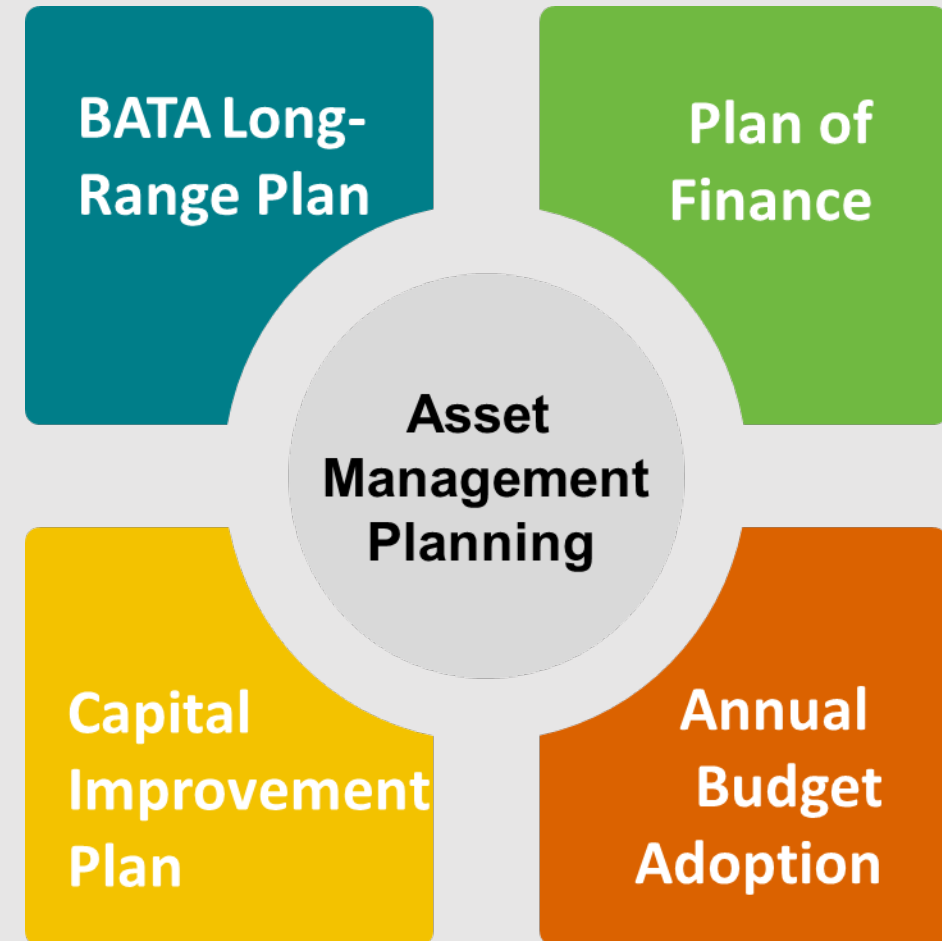 BATA Long-
Range Plan
Plan of
Finance
Asset
Management
Planning
Capital
Improvement
Plan
Annual
Budget
Adoption